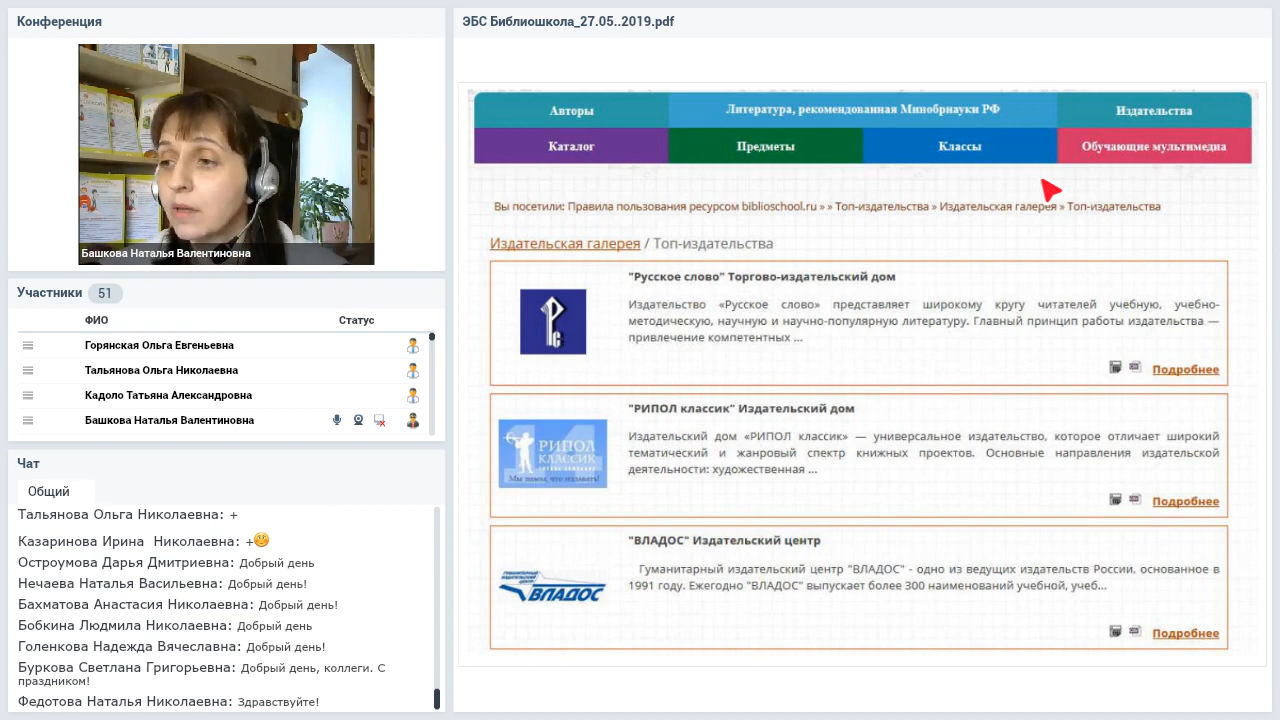 Конференция
Башкова Наталья Валентиновна
Участники 51
ФИО Статус
Горянская Ольга Евгеньевна
Тальянова Ольга Николаевна
Кадоло Татьяна Александровна
Башкова Наталья Валентиновна
Чат
Общий
Тальянова Ольга Николаевна: +
Казаринова Ирина Николаевна: +
Остроумова Дарья Дмитриевна: Добрый день
Нечаева Наталья Васильевна: Добрый день!
Бахматова Анастасия Николаевна: Добрый день!
Бобкина Людмила Николаевна: Добрый день
Голенкова Надежда Вячеславна: Добрый день!
Буркова Светлана Григорьевна: Добрый день, коллеги. С
праздником!
Федотова Наталья Николаевна: Здравствуйте!
ЭБС Библиошкола_27.05..2019.pdf
Авторы Литература, рекомендованная Минобрнауки РФ Издательства
Каталог Предметы Классы Обучающие мультимедиа
Вы посетили: Правила пользования ресурсом biblioschool.ru » » Топ-издательства » Издательская галерея » Топ-издательства
Издательская галерея / Топ-издательства
"Русское слово" Торгово-издательский дом
Издательство «Русское слово» представляет широкому кругу читателей учебную, учебно-
методическую, научную и научно-популярную литературу. Главный принцип работы издательства —
привлечение компетентных ...
Подробнее
"РИПОЛ классик" Издательский дом
РИПОЛ
КЛАССИК
Мы знаем, что издавать!
Издательский дом «РИПОЛ классик» — универсальное издательство, которое отличает широкий
тематический и жанровый спектр книжных проектов. Основные направления издательской
деятельности: художественная ...
Подробнее
"ВЛАДОС" Издательский центр
ВЛАДОС
Гуманитарный издательский центр "ВЛАДОС" - одно из ведущих издательств России, основанное в
1991 году. Ежегодно "ВЛАДОС" выпускает более 300 наименований учебной, учеб...
Подробнее